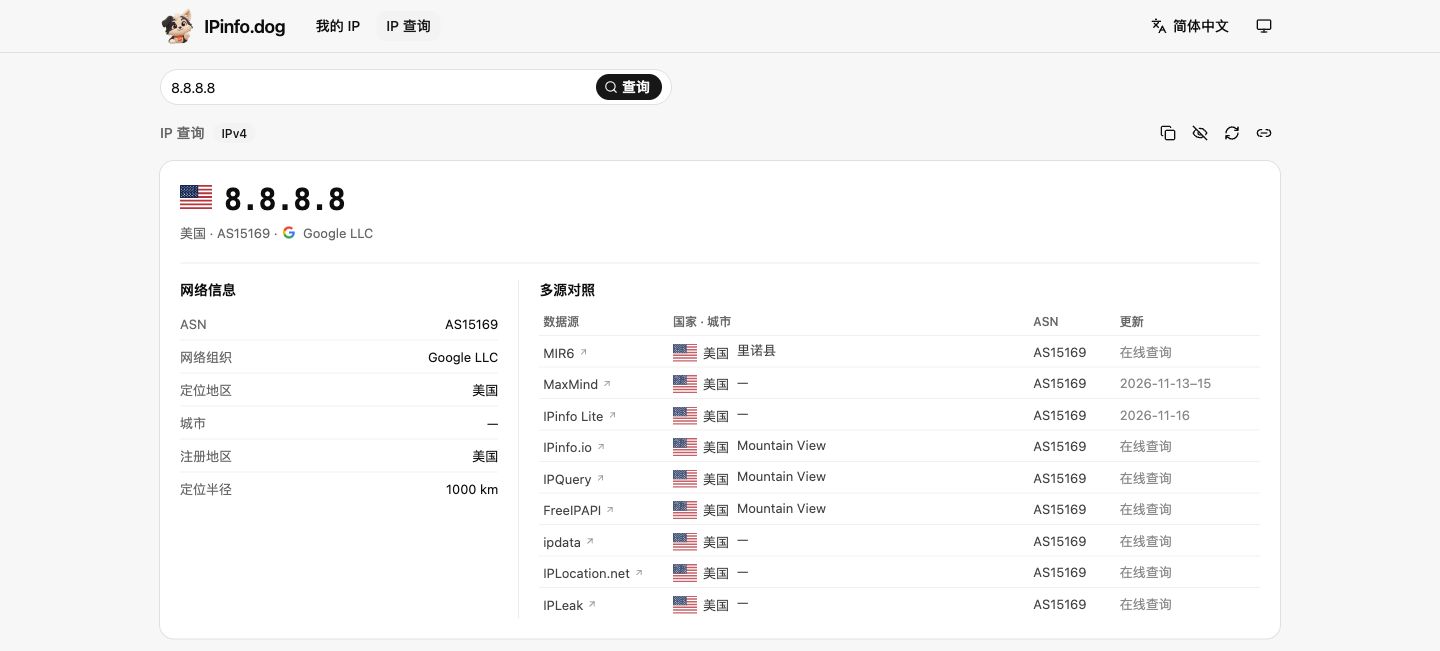 IPinfo.dog 我的 IP IP 查询 简体中文
8.8.8.8 查询
IP 查询 IPv4
8.8.8.8
美国 · AS15169 · Google LLC
网络信息
ASN AS15169
网络组织 Google LLC
定位地区 美国
城市 —
注册地区 美国
定位半径 1000 km
多源对照
数据源 国家 · 城市 ASN 更新
MIR6 ↗ 美国 里诺县 AS15169 在线查询
MaxMind ↗ 美国 — AS15169 2026-11-13–15
IPinfo Lite ↗ 美国 — AS15169 2026-11-16
IPinfo.io ↗ 美国 Mountain View AS15169 在线查询
IPQuery ↗ 美国 Mountain View AS15169 在线查询
FreeIPAPI ↗ 美国 Mountain View AS15169 在线查询
ipdata ↗ 美国 — AS15169 在线查询
IPLocation.net ↗ 美国 — AS15169 在线查询
IPLeak ↗ 美国 — AS15169 在线查询